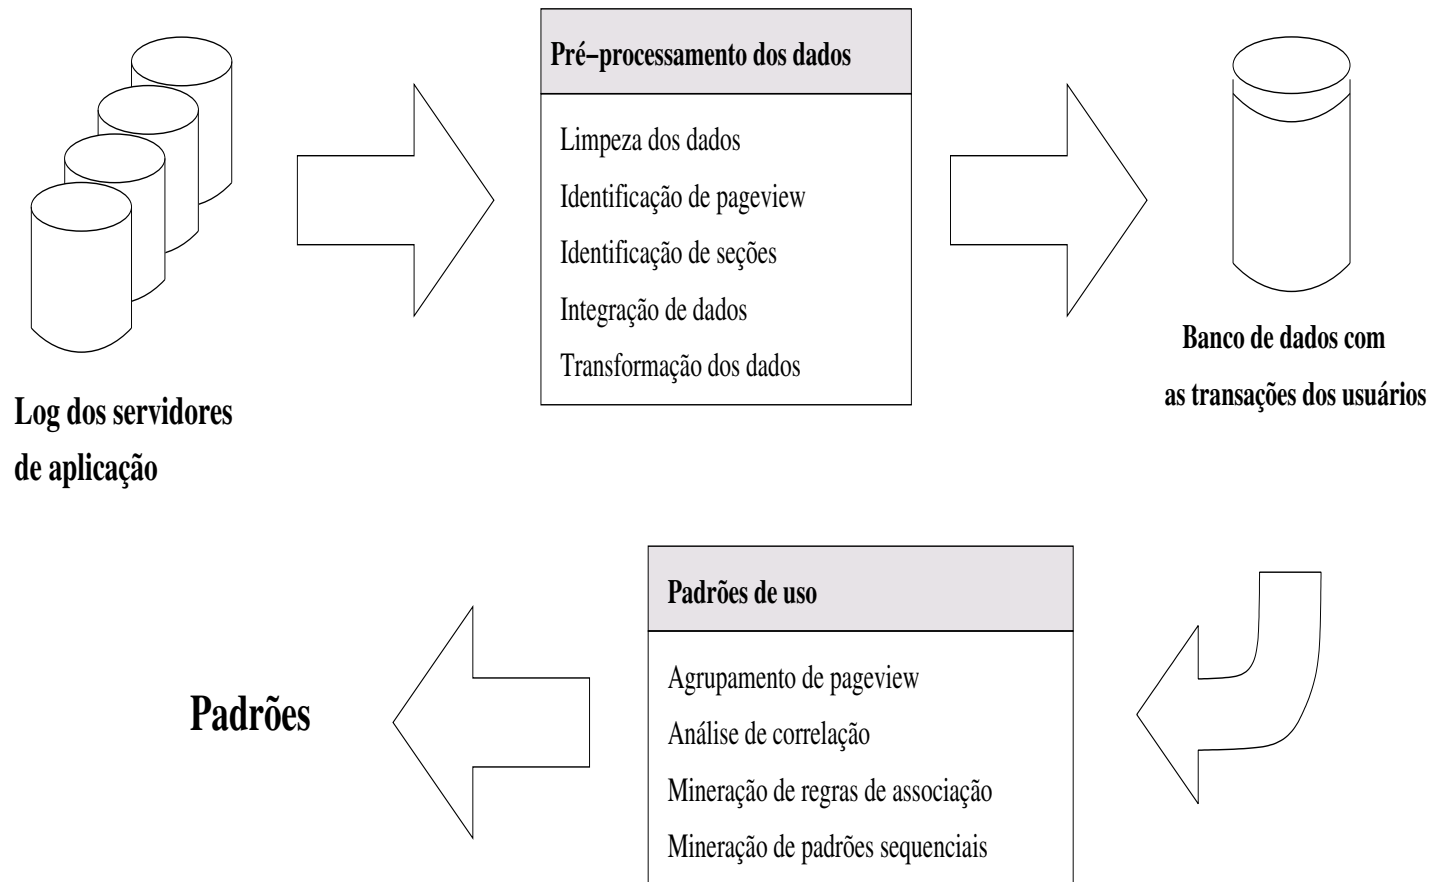 Pré–processamento dos dados
Limpeza dos dados
Identificação de pageview
Identificação de seções
Integração de dados
Transformação dos dados
Log dos servidores
de aplicação
Banco de dados com
as transações dos usuários
Padrões de uso
Agrupamento de pageview
Análise de correlação
Mineração de regras de associação
Mineração de padrões sequenciais
Padrões